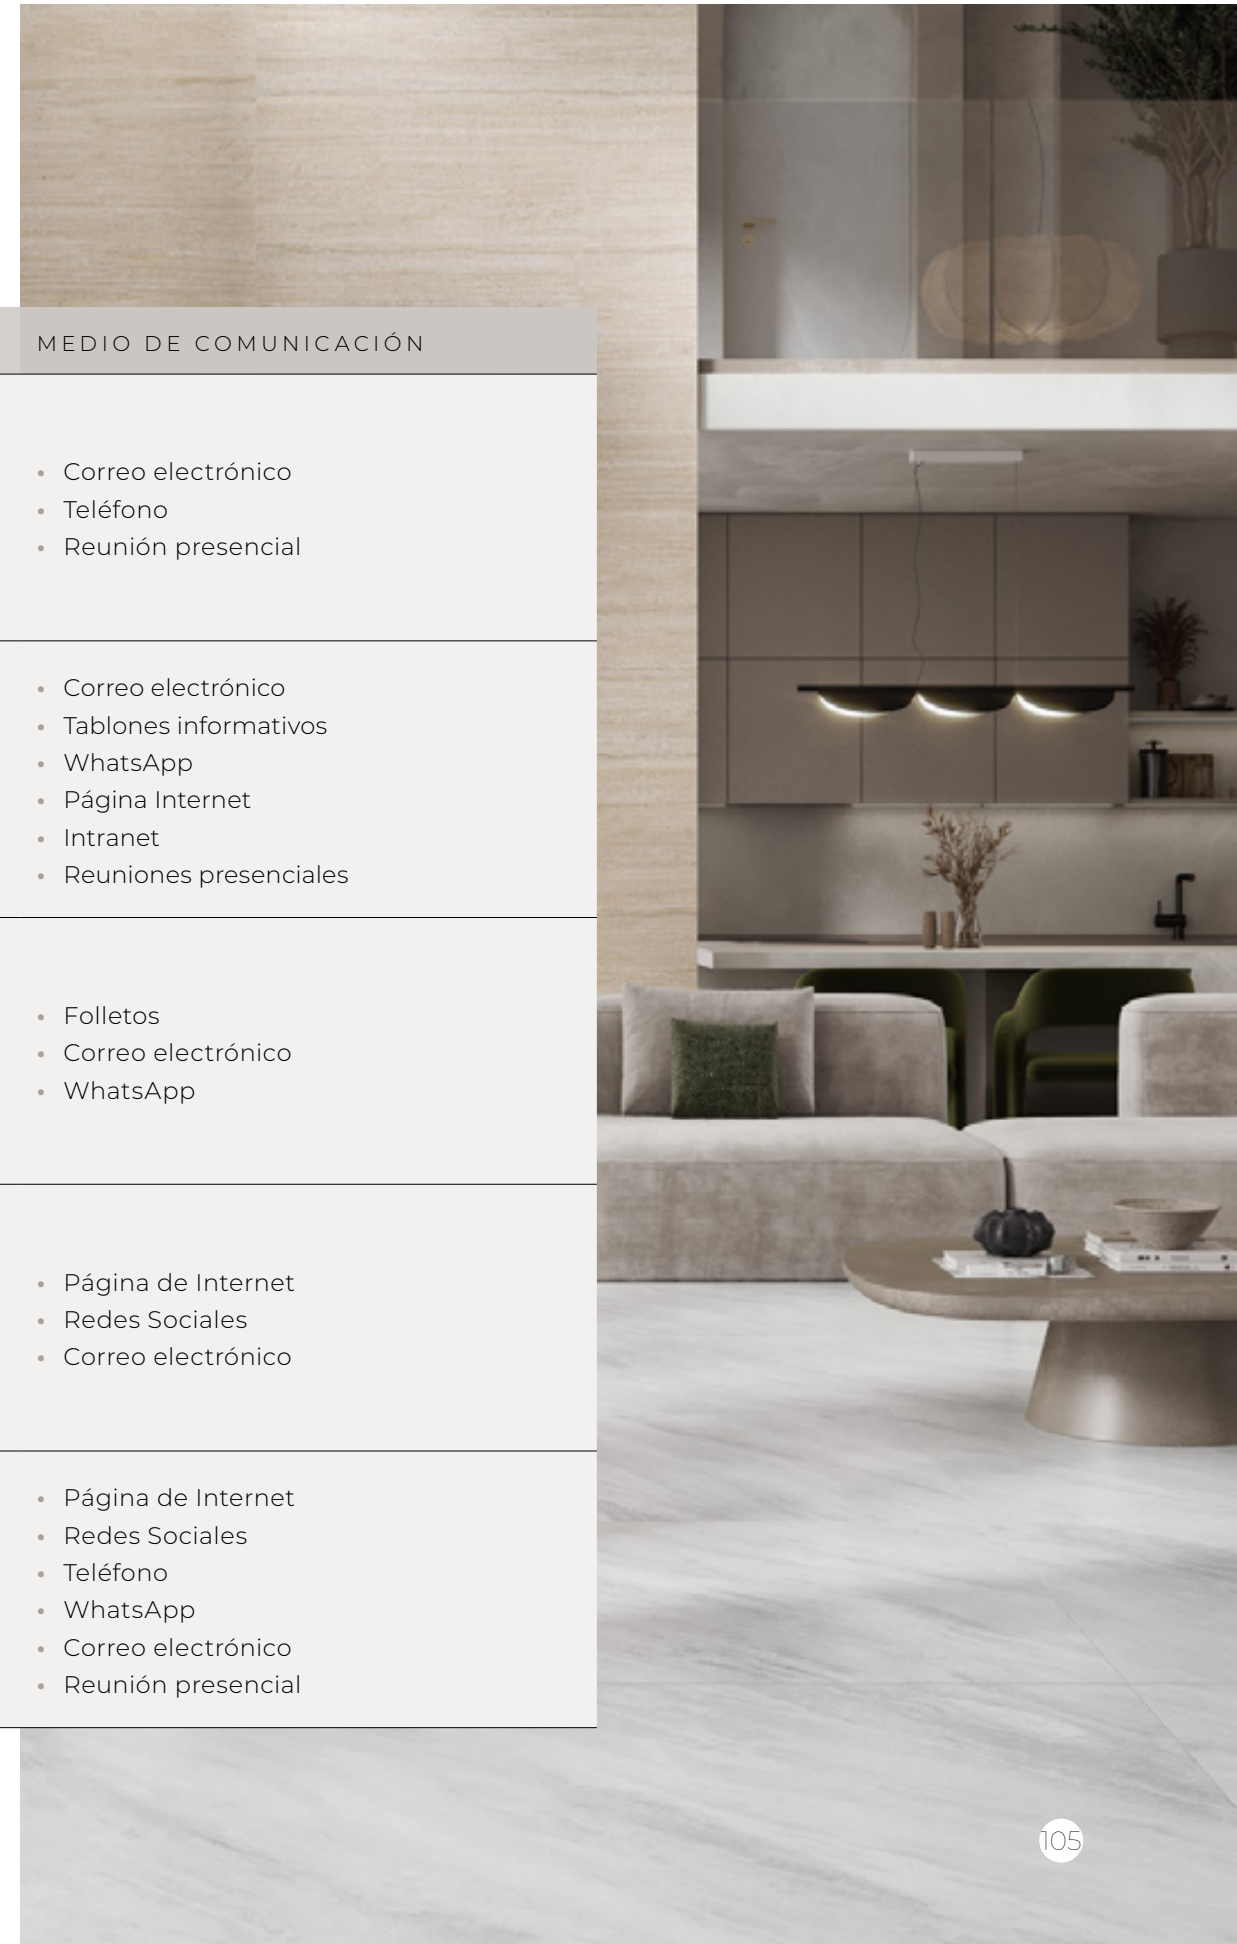 MEDIO DE COMUNICACIÓN
• Correo electrónico
• Teléfono
• Reunión presencial
• Correo electrónico
• Tablones informativos
• WhatsApp
• Página Internet
• Intranet
• Reuniones presenciales
• Folletos
• Correo electrónico
• WhatsApp
• Página de Internet
• Redes Sociales
• Correo electrónico
• Página de Internet
• Redes Sociales
• Teléfono
• WhatsApp
• Correo electrónico
• Reunión presencial
105